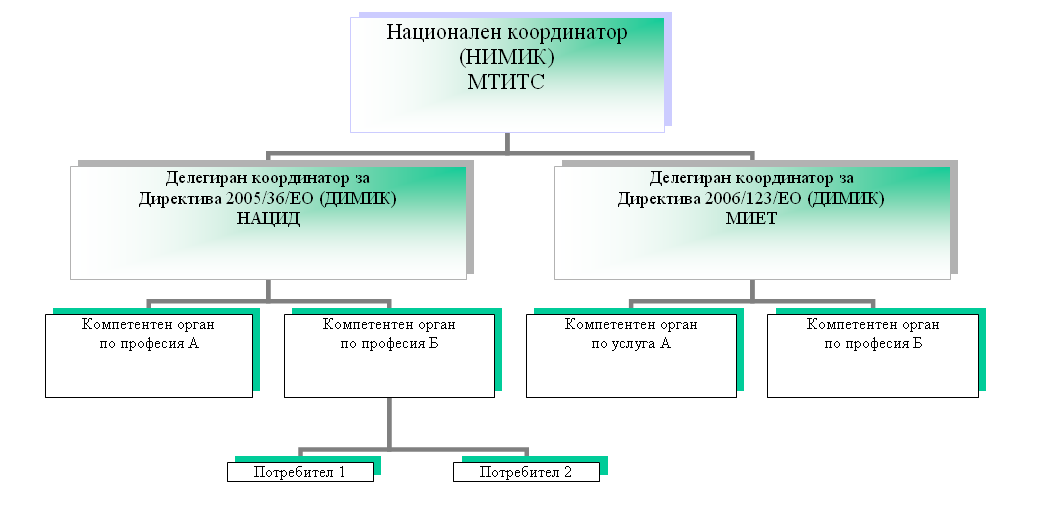 Национален координатор
(НИМИК)
МТИТС
Делегиран координатор за
Директива 2005/36/ЕО (ДИМИК)
НАЦИД
Делегиран координатор за
Директива 2006/123/ЕО (ДИМИК)
МИЕТ
Компетентен орган
по професия А
Компетентен орган
по професия Б
Компетентен орган
по услуга А
Компетентен орган
по професия Б
Потребител 1
Потребител 2